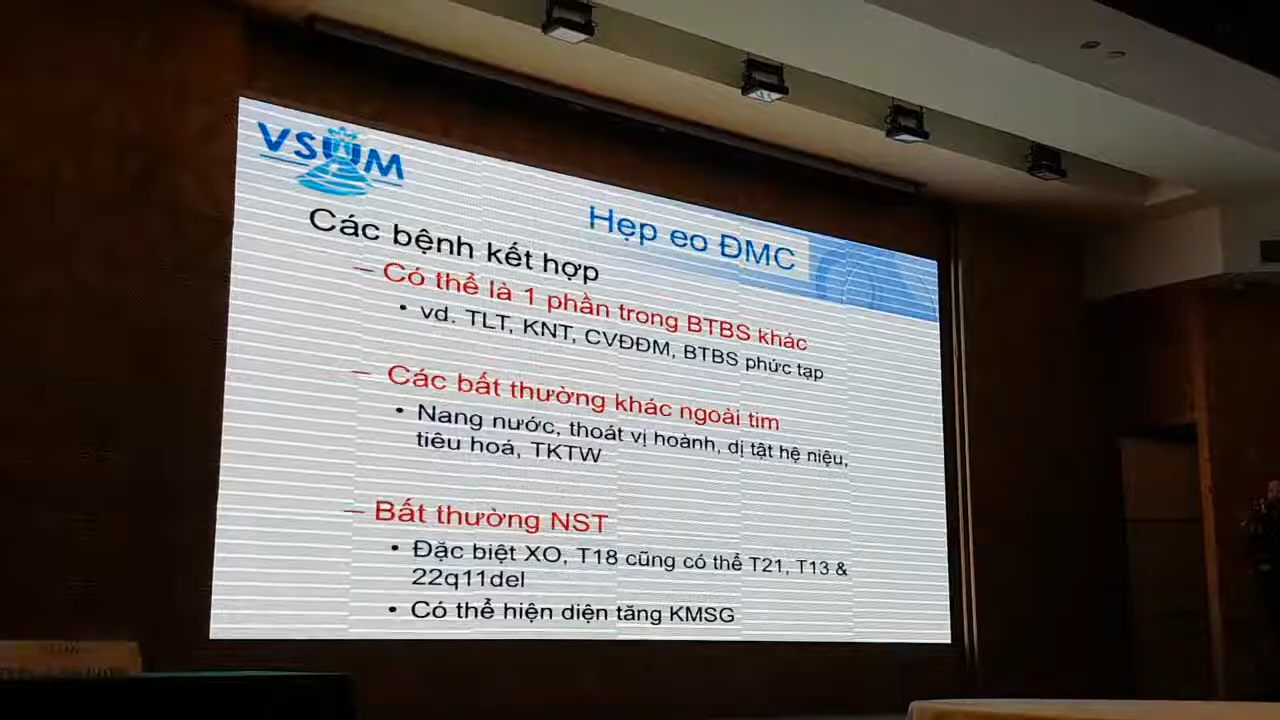 VSUM
Hẹp eo ĐMC
Các bệnh kết hợp
– Có thể là 1 phần trong BTBS khác
• vd. TLT, KNT, CVĐĐM, BTBS phức tạp
– Các bất thường khác ngoài tim
• Nang nước, thoát vị hoành, dị tật hệ niệu,
tiêu hoá, TKTW
– Bất thường NST
• Đặc biệt XO, T18 cũng có thể T21, T13 &
22q11del
• Có thể hiện diện tăng KMSG